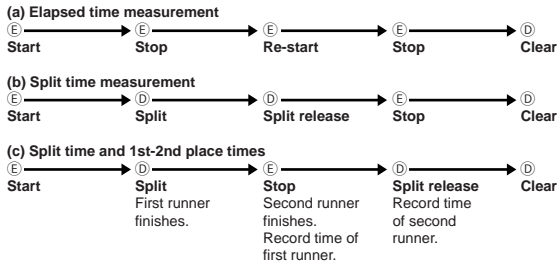 (a) Elapsed time measurement
Ⓔ Ⓔ Ⓔ Ⓔ Ⓓ
Start Stop Re-start Stop Clear
(b) Split time measurement
Ⓔ Ⓓ Ⓓ Ⓔ Ⓓ
Start Split Split release Stop Clear
(c) Split time and 1st-2nd place times
Ⓔ Ⓓ Ⓔ Ⓓ Ⓓ
Start Split Stop Split release Clear
First runner Second runner Record time
finishes. finishes. of second
Record time of runner.
first runner.